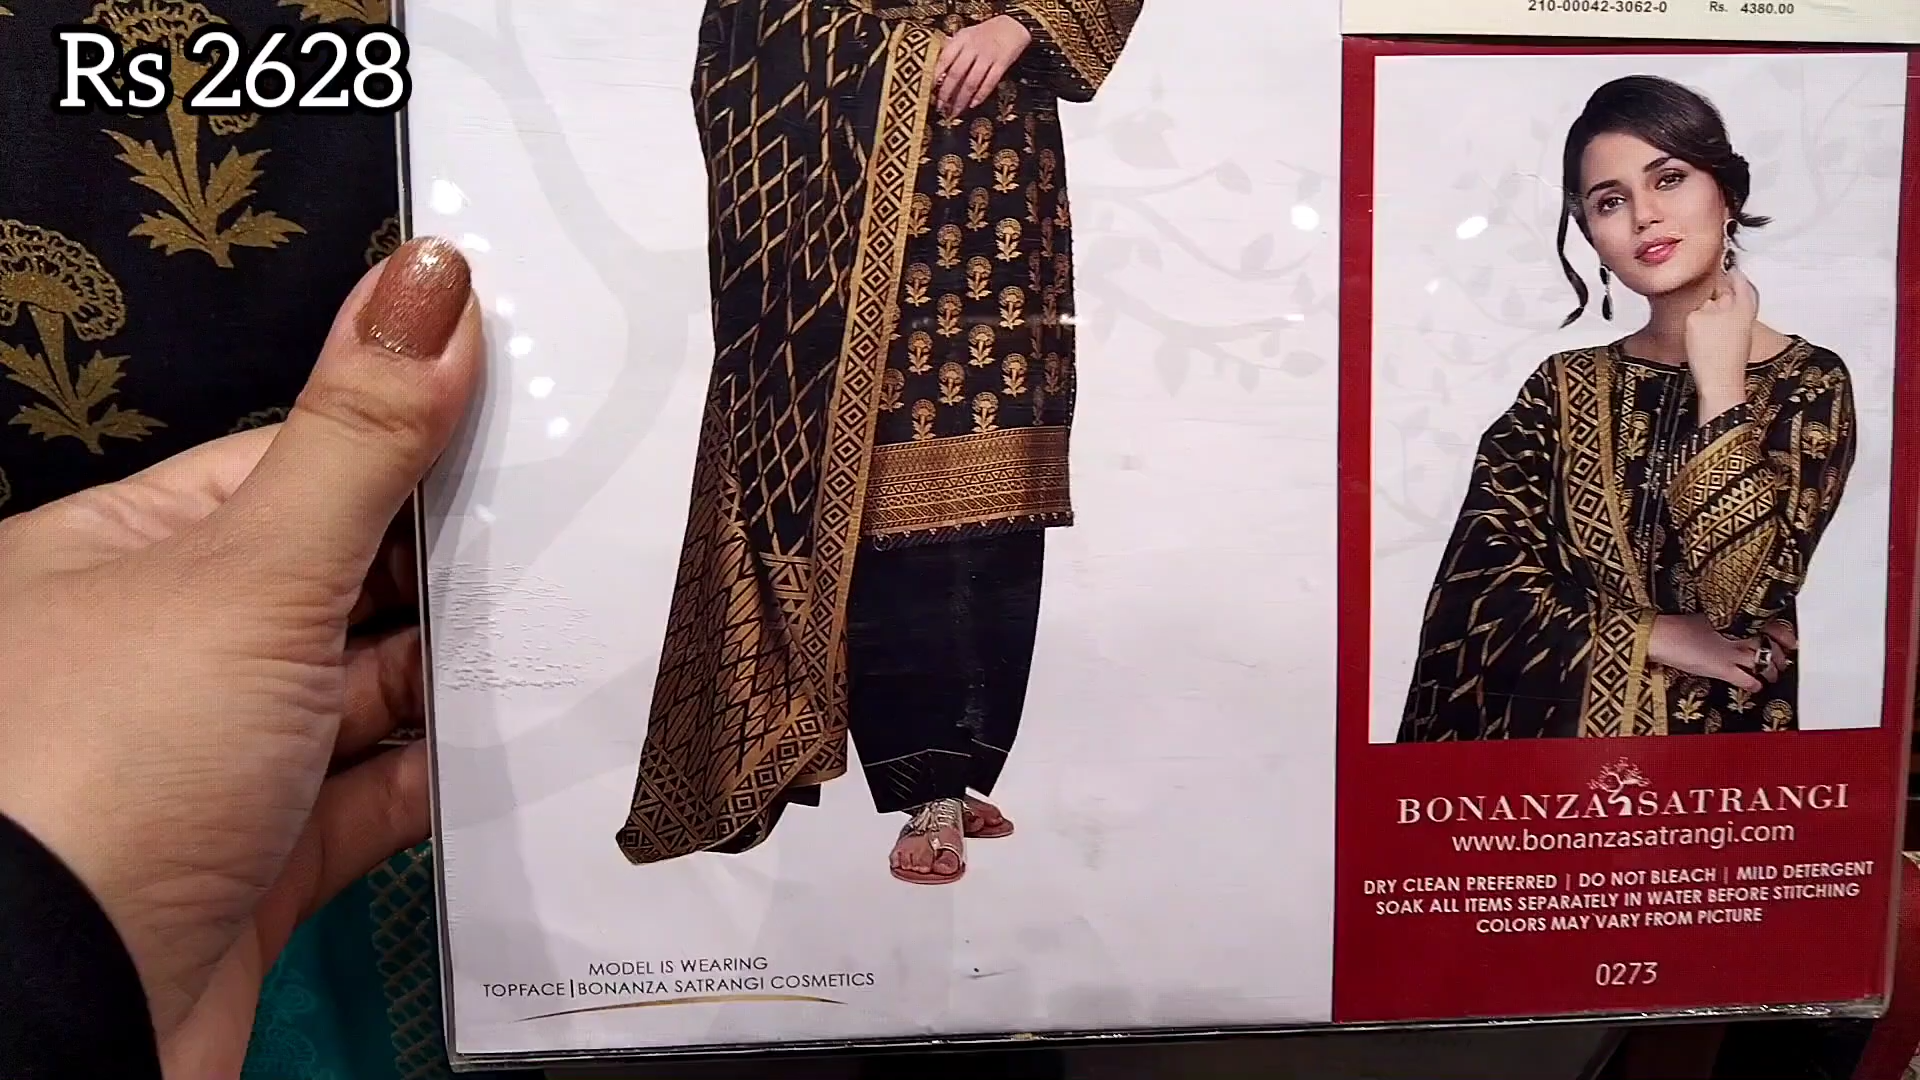 Rs 2628
210-00042-3062-0 Rs. 4380.00
BONANZA SATRANGI
www.bonanzasatrangi.com
DRY CLEAN PREFERRED | DO NOT BLEACH | MILD DETERGENT
SOAK ALL ITEMS SEPARATELY IN WATER BEFORE STITCHING
COLORS MAY VARY FROM PICTURE
0273
MODEL IS WEARING
TOPFACE|BONANZA SATRANGI COSMETICS